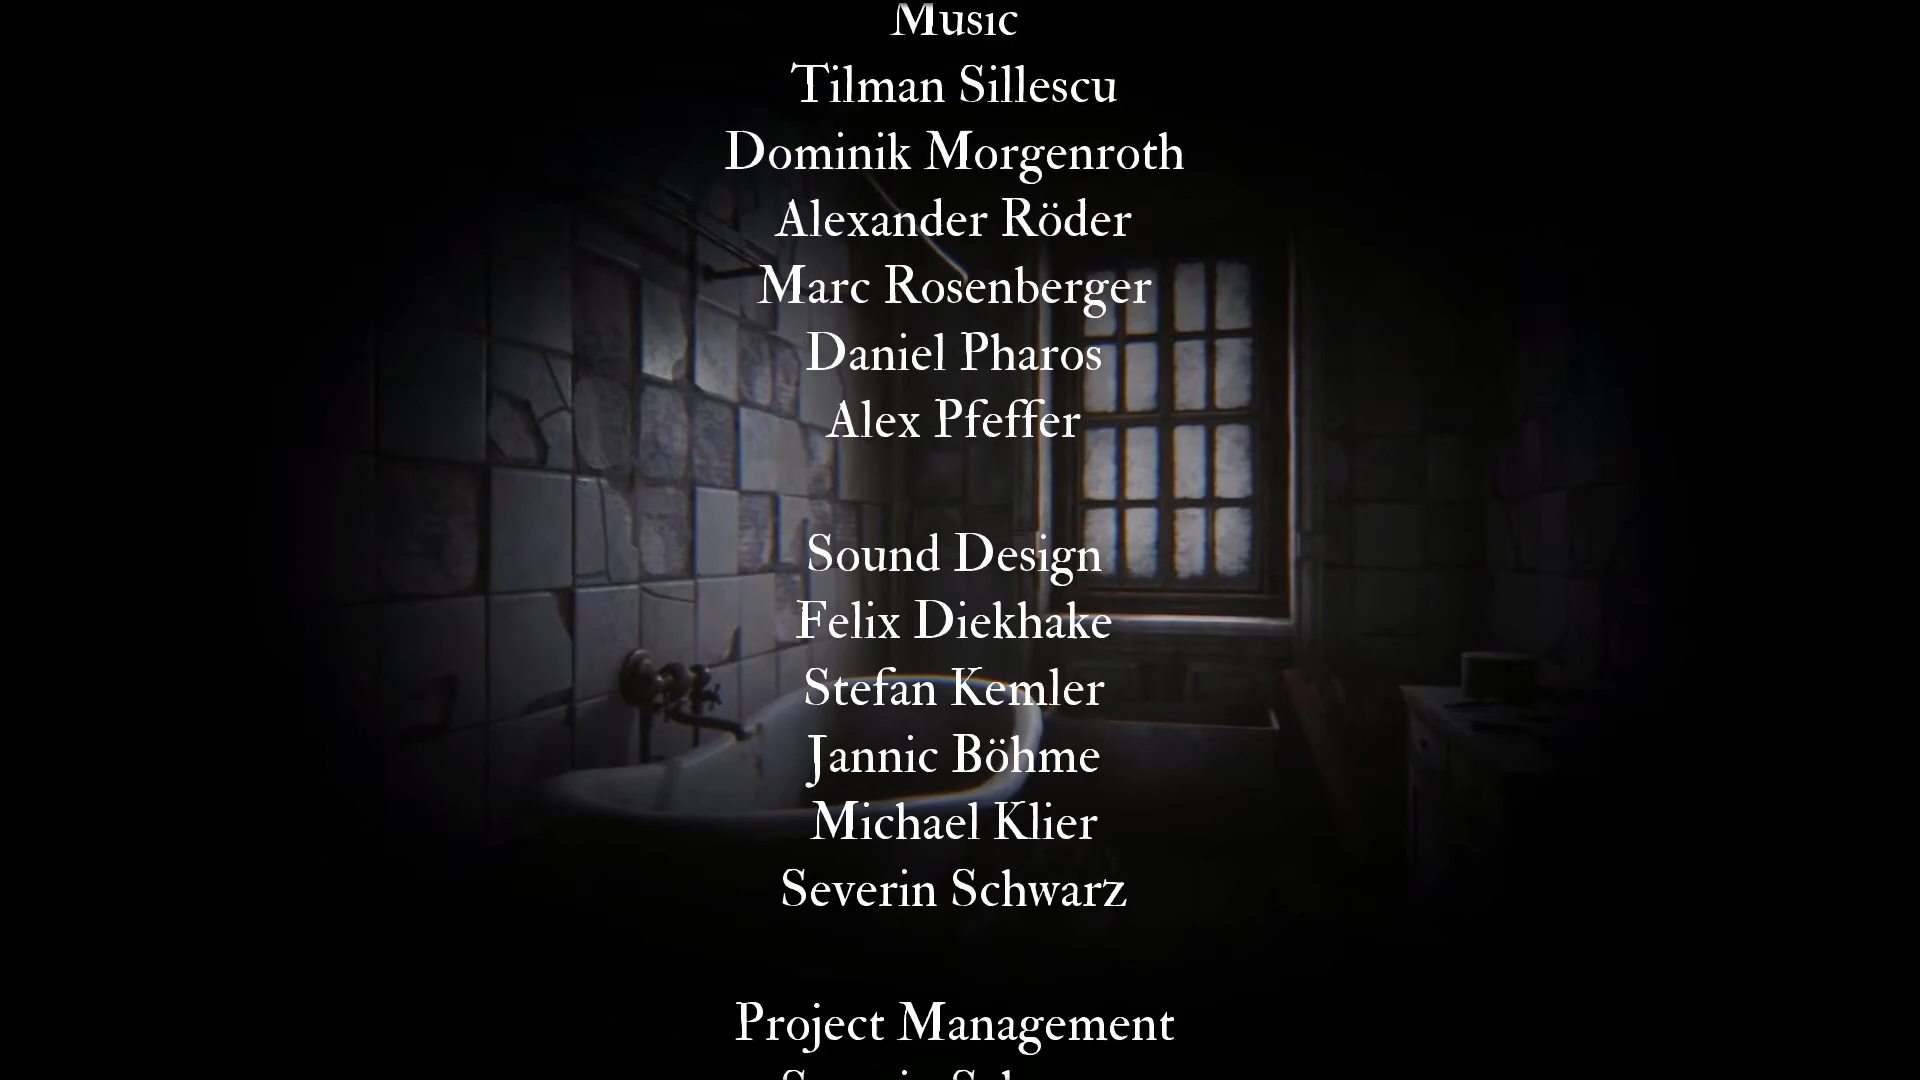 Music
Tilman Sillescu
Dominik Morgenroth
Alexander Röder
Marc Rosenberger
Daniel Pharos
Alex Pfeffer
Sound Design
Felix Diekhake
Stefan Kemler
Jannic Böhme
Michael Klier
Severin Schwarz
Project Management